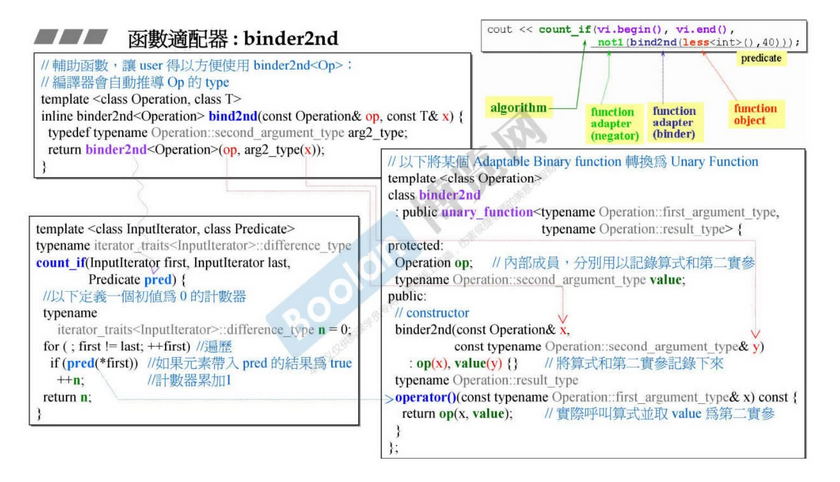 函數適配器 : binder2nd
cout << count_if(vi.begin(), vi.end(),
not1(bind2nd(less<int>(),40)));
predicate
algorithm
function
adapter
(negator)
function
adapter
(binder)
function
object
// 輔助函數，讓 user 得以方便使用 binder2nd<Op>；
// 編譯器會自動推導 Op 的 type
template <class Operation, class T>
inline binder2nd<Operation> bind2nd(const Operation& op, const T& x) {
typedef typename Operation::second_argument_type arg2_type;
return binder2nd<Operation>(op, arg2_type(x));
}
template <class InputIterator, class Predicate>
typename iterator_traits<InputIterator>::difference_type
count_if(InputIterator first, InputIterator last,
Predicate pred) {
//以下定義一個初值為 0 的計數器
typename
iterator_traits<InputIterator>::difference_type n = 0;
for ( ; first != last; ++first) //遍歷
if (pred(*first)) //如果元素帶入 pred 的結果為 true
++n; //計數器累加1
return n;
}
// 以下將某個 Adaptable Binary function 轉換為 Unary Function
template <class Operation>
class binder2nd
: public unary_function<typename Operation::first_argument_type,
typename Operation::result_type> {
protected:
Operation op; // 內部成員，分別用以記錄算式和第二實參
typename Operation::second_argument_type value;
public:
// constructor
binder2nd(const Operation& x,
const typename Operation::second_argument_type& y)
: op(x), value(y) {} // 將算式和第二實參記錄下來
typename Operation::result_type
operator()(const typename Operation::first_argument_type& x) const {
return op(x, value); // 實際呼叫算式並取 value 為第二實參
}
};
Boolan 博览网